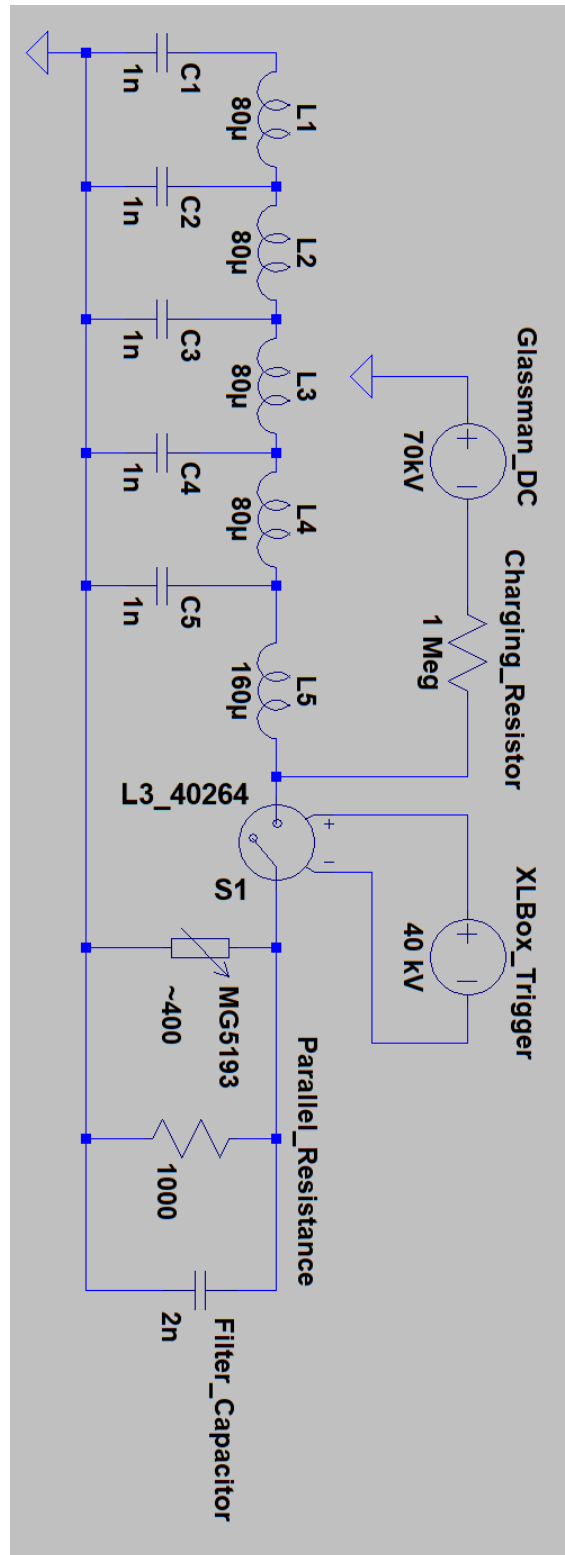 C1
1n
L1
80µ
C2
1n
L2
80µ
C3
1n
L3
80µ
C4
1n
L4
80µ
C5
1n
L5
160µ
Glassman_DC
+
−
70kV
Charging_Resistor
1 Meg
L3_40264
S1
+
−
XLBox_Trigger
+
−
40 kV
MG5193
~400
Parallel_Resistance
1000
Filter_Capacitor
2n